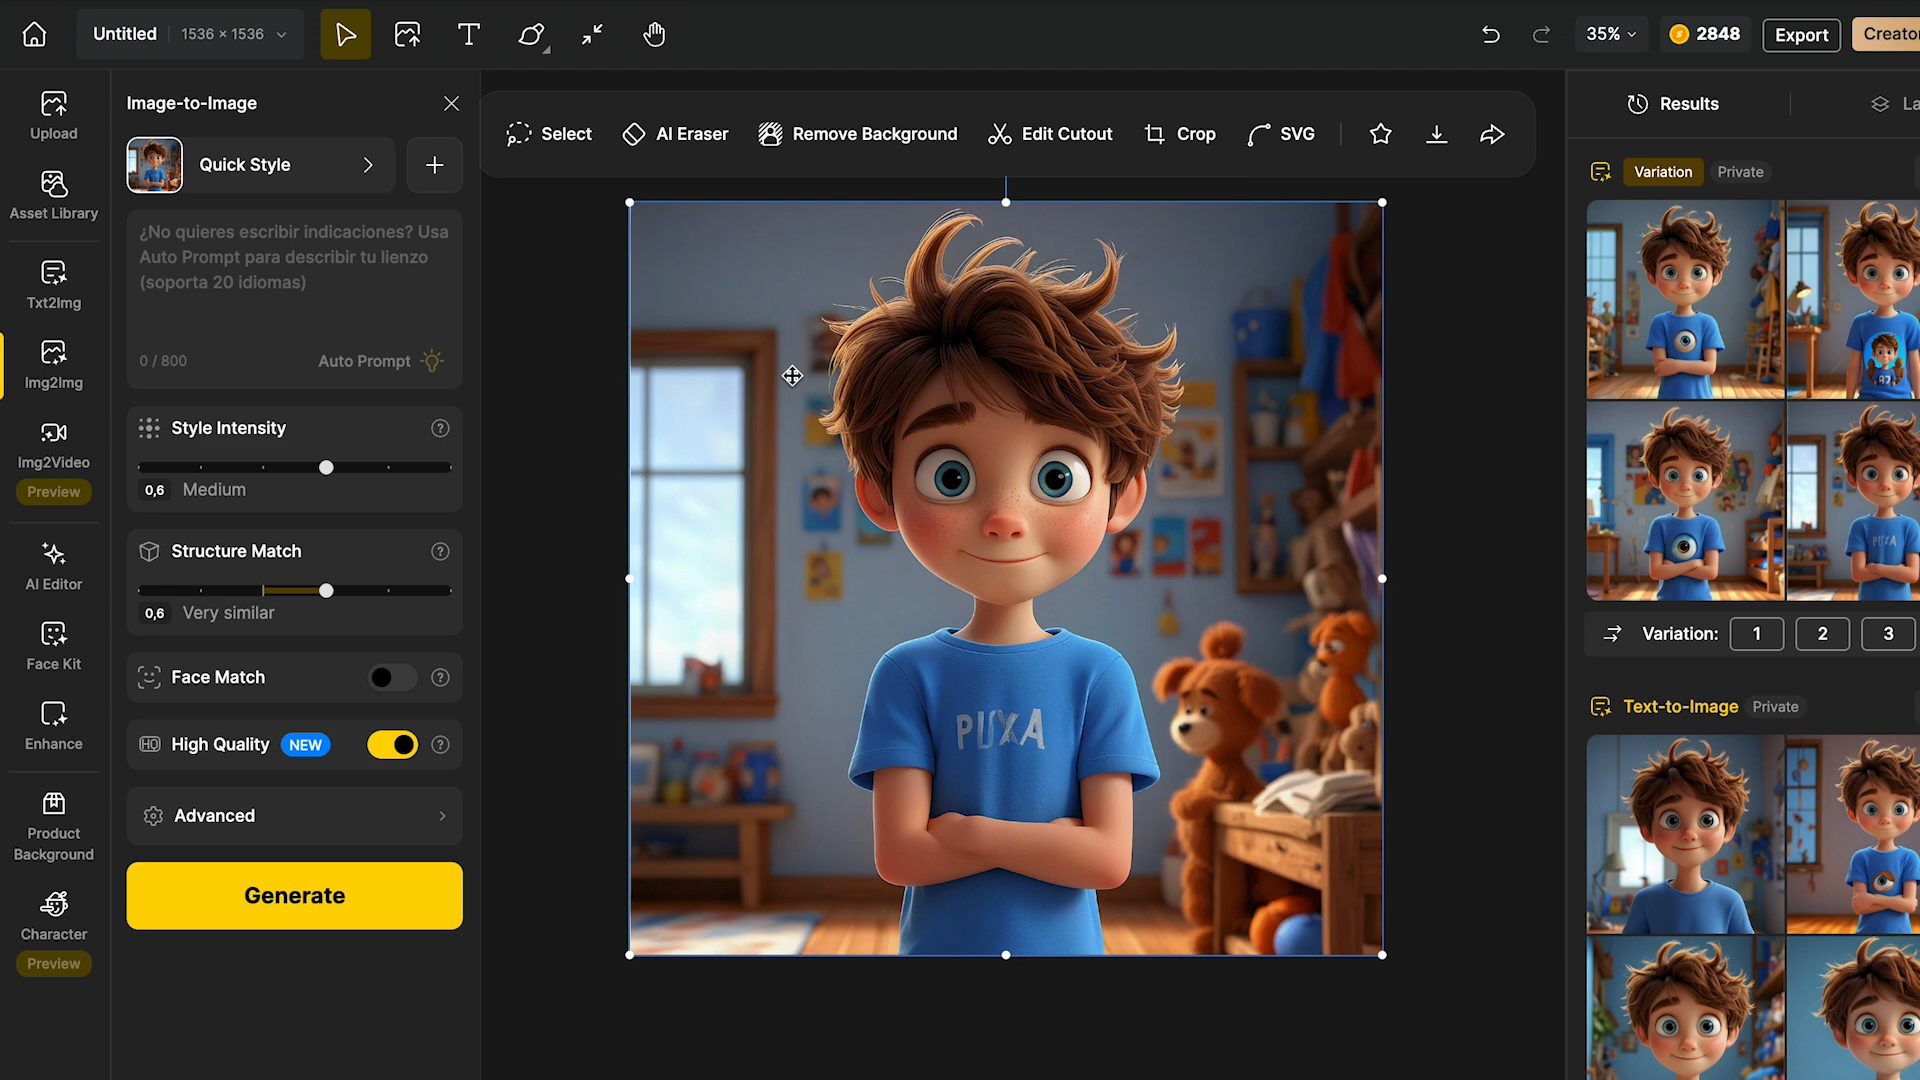 Untitled 1536 × 1536
35%
2848
Export
Creator
Upload
Asset Library
Txt2Img
Img2Img
Img2Video
Preview
AI Editor
Face Kit
Enhance
Product
Background
Character
Preview
Image-to-Image
Quick Style
¿No quieres escribir indicaciones? Usa
Auto Prompt para describir tu lienzo
(soporta 20 idiomas)
0 / 800 Auto Prompt
Style Intensity
0,6 Medium
Structure Match
0,6 Very similar
Face Match
HQ High Quality NEW
Advanced
Generate
Select AI Eraser Remove Background Edit Cutout Crop SVG
Results La
Variation Private
Variation: 1 2 3
Text-to-Image Private